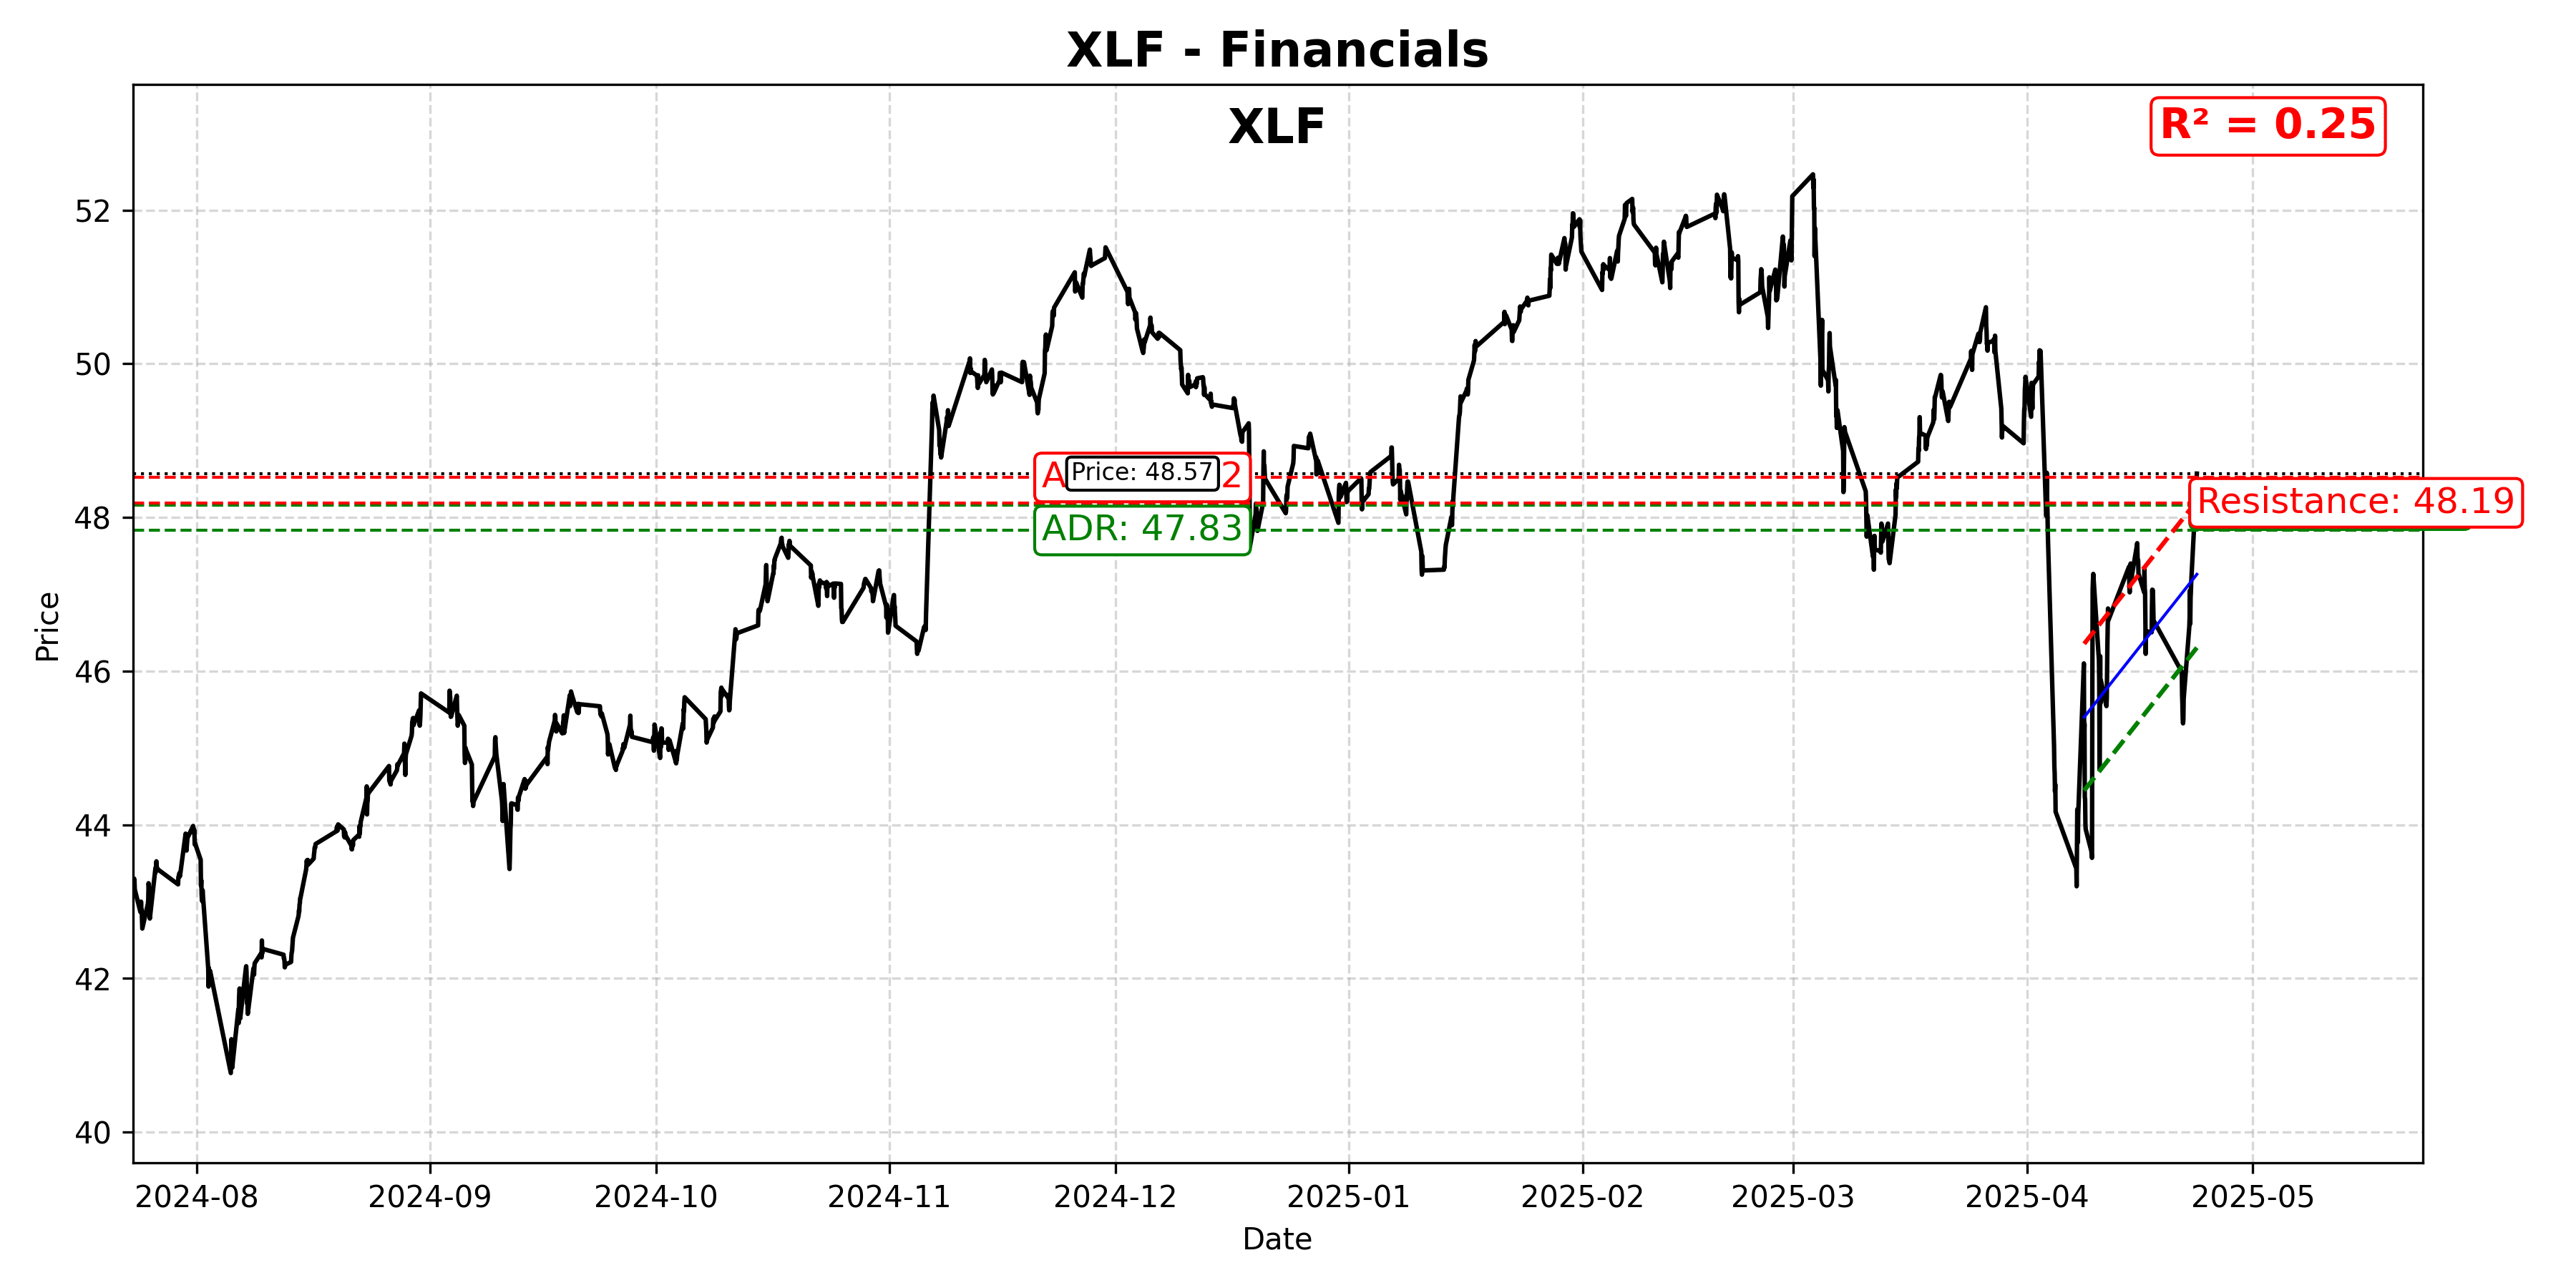 XLF - Financials
XLF
R² = 0.25
52
50
48
46
44
42
40
Price
A
Price: 48.57
2
ADR: 47.83
Resistance: 48.19
2024-08
2024-09
2024-10
2024-11
2024-12
2025-01
2025-02
2025-03
2025-04
2025-05
Date